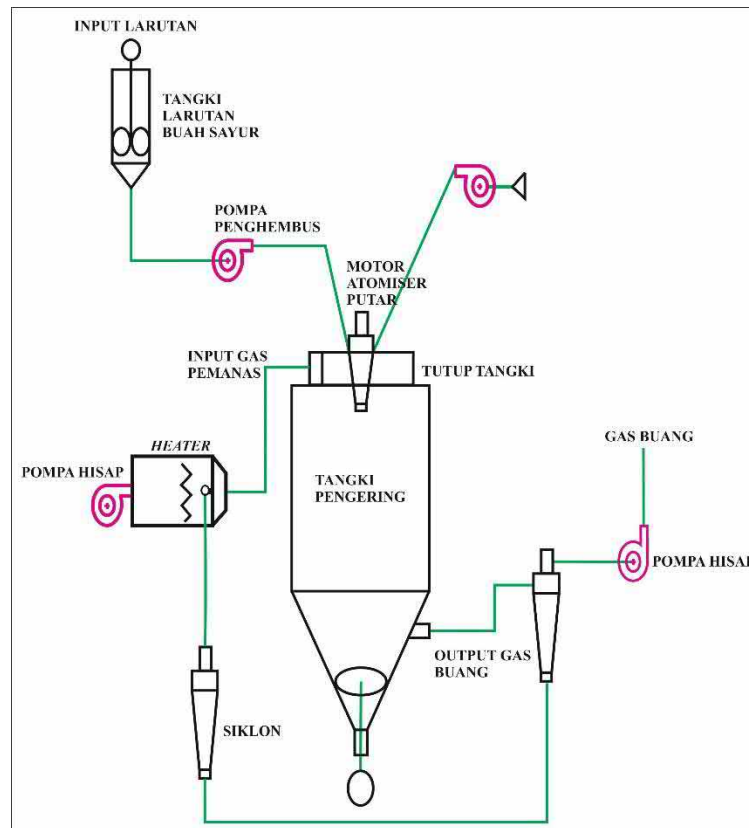 INPUT LARUTAN
TANGKI
LARUTAN
BUAH SAYUR
POMPA
PENGHEMBUS
MOTOR
ATOMISER
PUTAR
INPUT GAS
PEMANAS
TUTUP TANGKI
HEATER
GAS BUANG
POMPA HISAP
TANGKI
PENGERING
POMPA HISAP
OUTPUT GAS
BUANG
SIKLON